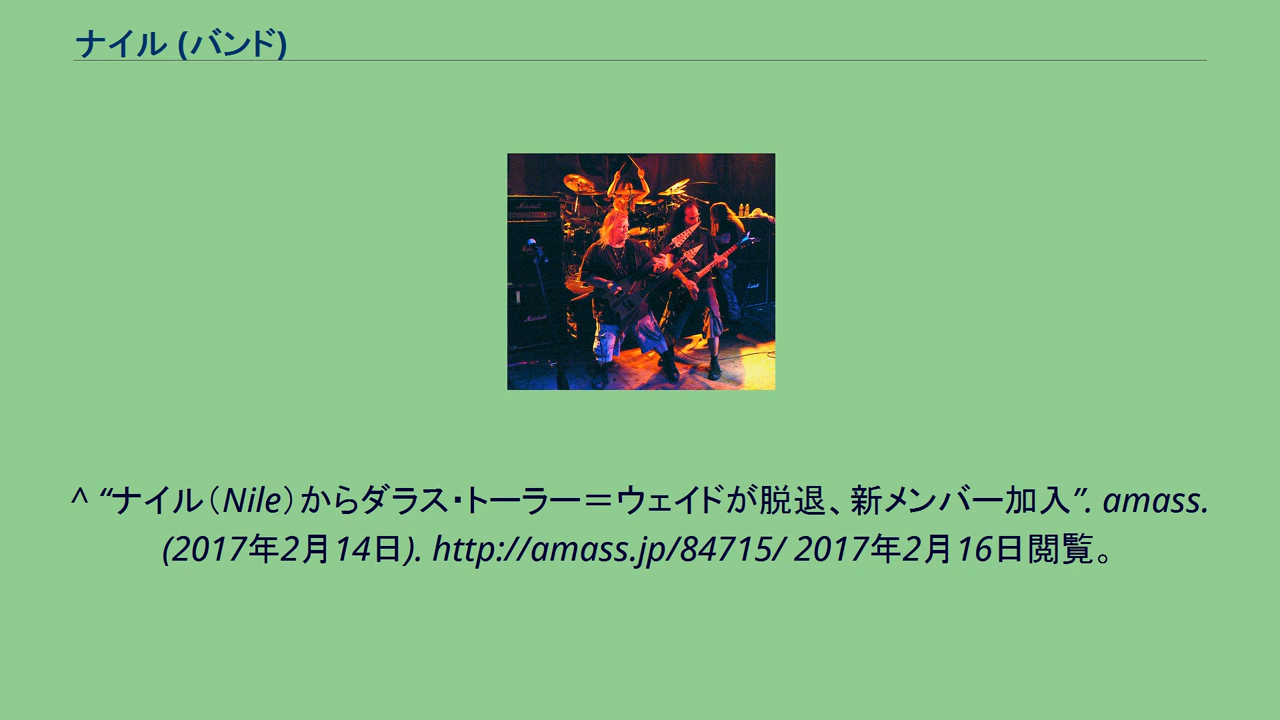 ナイル (バンド)
^ “ナイル（Nile）からダラス・トーラー＝ウェイドが脱退、新メンバー加入”. amass.
(2017年2月14日). http://amass.jp/84715/ 2017年2月16日閲覧。